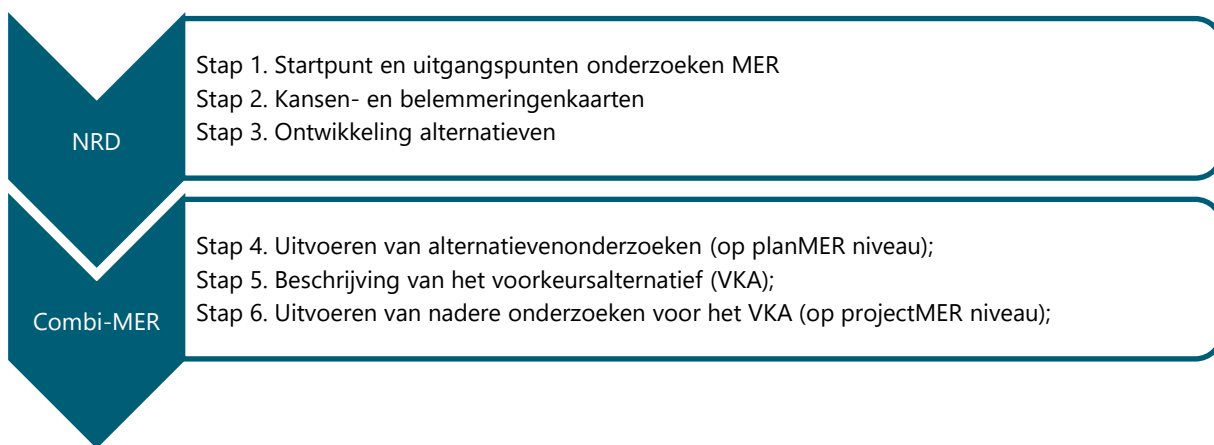 NRD
Stap 1. Startpunt en uitgangspunten onderzoeken MER
Stap 2. Kansen- en belemmeringenkaarten
Stap 3. Ontwikkeling alternatieven
Combi-MER
Stap 4. Uitvoeren van alternatievenonderzoeken (op planMER niveau);
Stap 5. Beschrijving van het voorkeursalternatief (VKA);
Stap 6. Uitvoeren van nadere onderzoeken voor het VKA (op projectMER niveau);